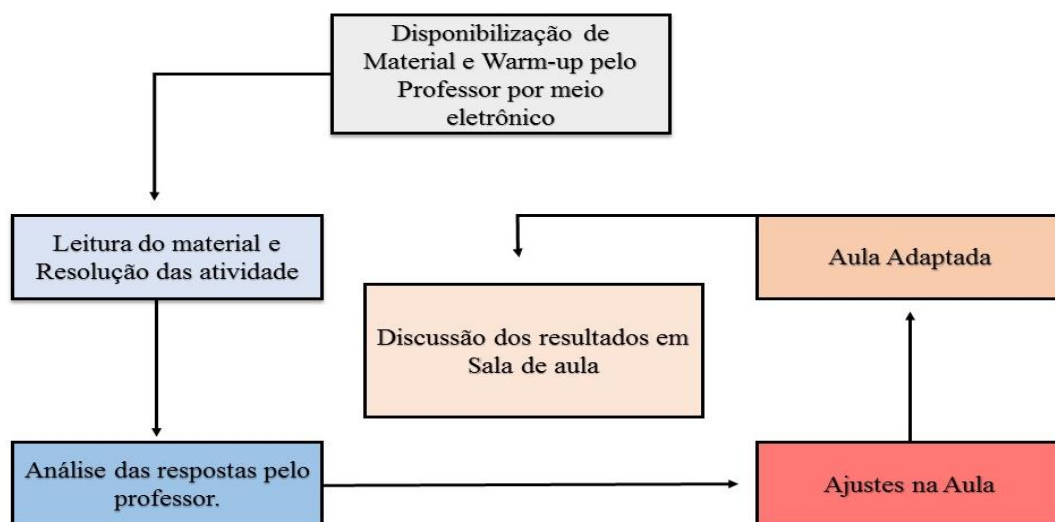 Disponibilização de
Material e Warm-up pelo
Professor por meio
eletrônico
Leitura do material e
Resolução das atividade
Análise das respostas pelo
professor.
Ajustes na Aula
Aula Adaptada
Discussão dos resultados em
Sala de aula